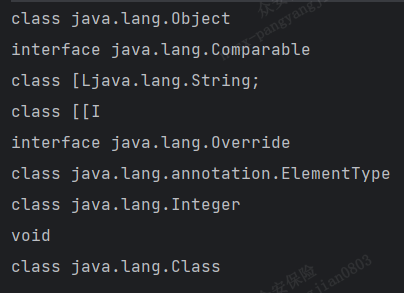 class java.lang.Object
interface java.lang.Comparable
class [Ljava.lang.String;
class [[I
interface java.lang.Override
class java.lang.annotation.ElementType
class java.lang.Integer
void
class java.lang.Class